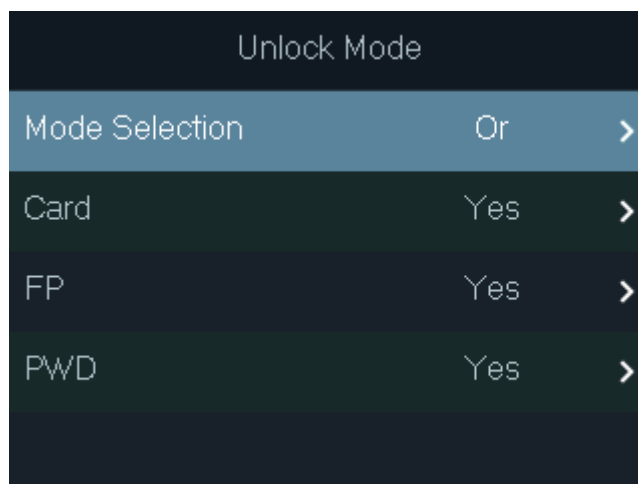 Unlock Mode
Mode Selection Or >
Card Yes >
FP Yes >
PWD Yes >